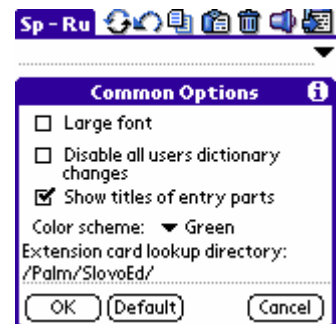 Sp - Ru
Common Options
Large font
Disable all users dictionary
changes
Show titles of entry parts
Color scheme: Green
Extension card lookup directory:
/Palm/SlovoEd/
OK Default Cancel